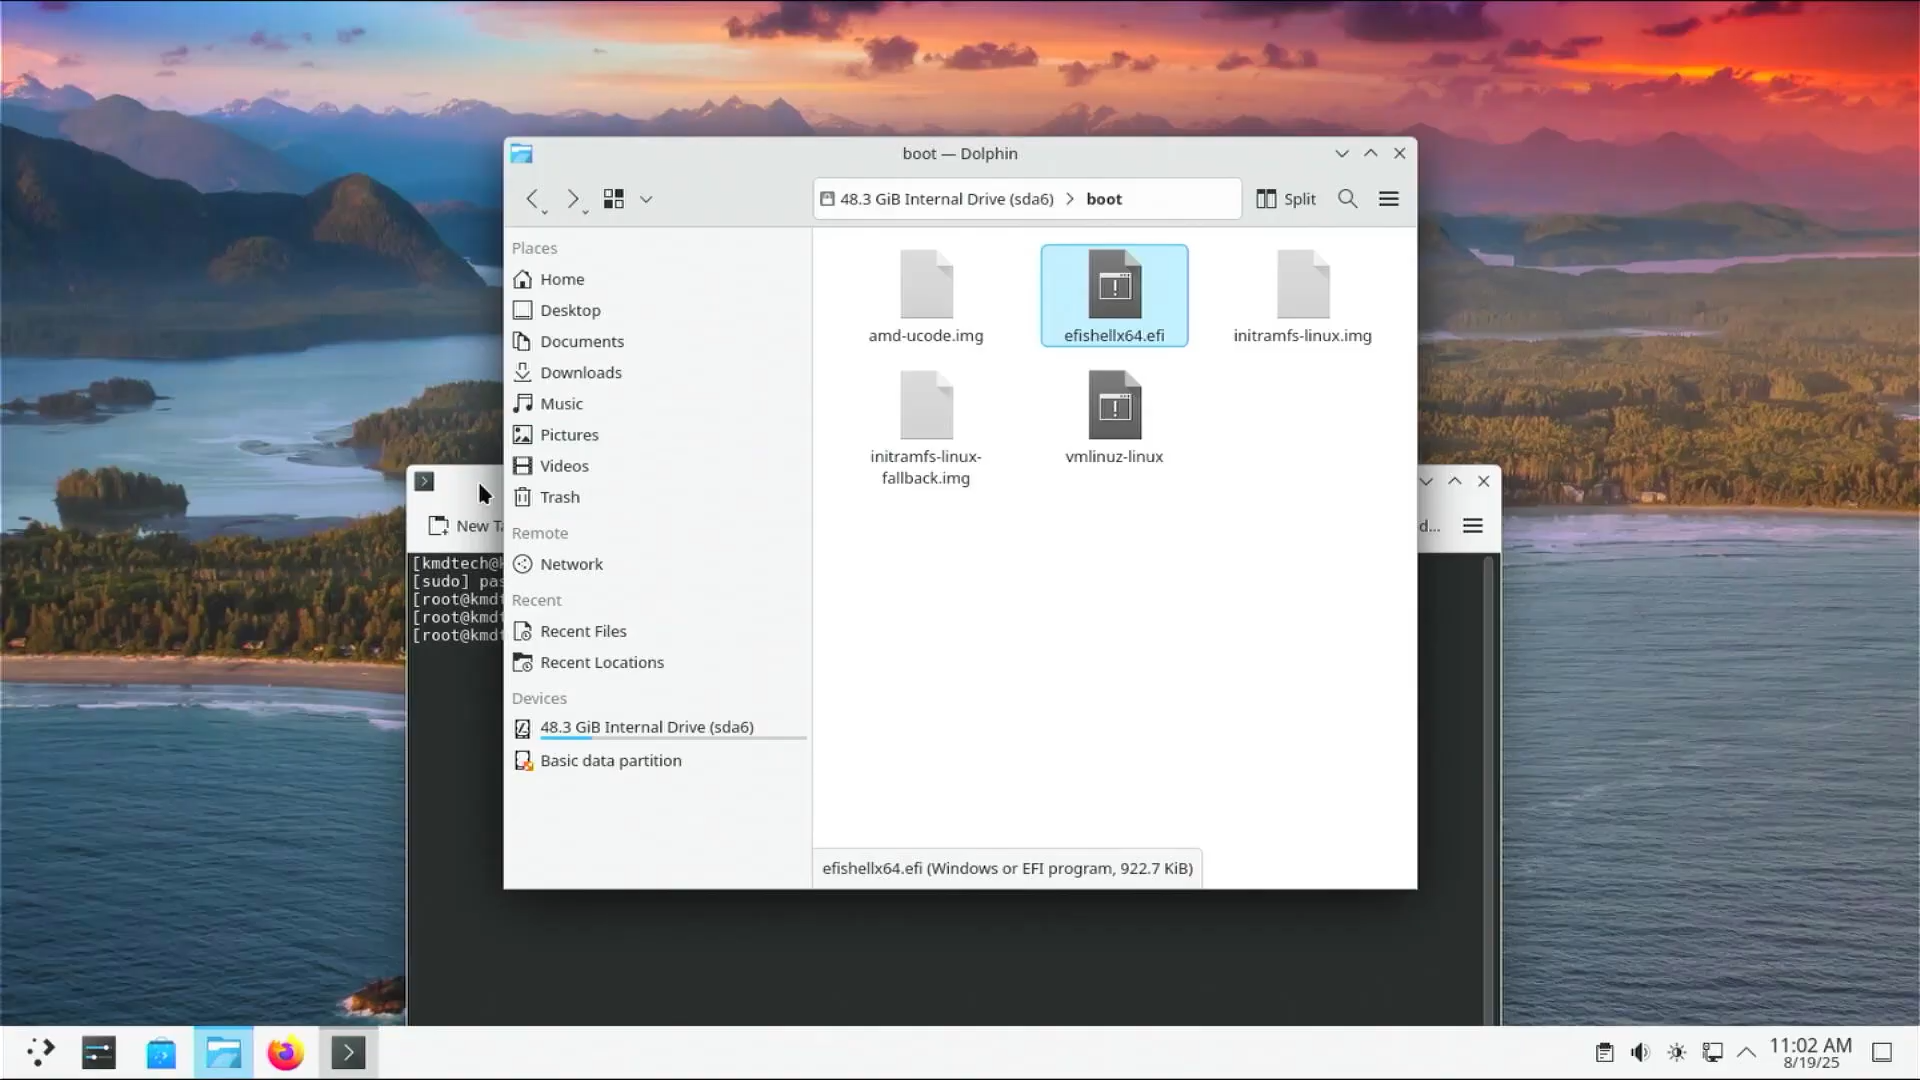 boot — Dolphin
48.3 GiB Internal Drive (sda6) > boot
Split
Places
Home
Desktop
Documents
Downloads
Music
Pictures
Videos
Trash
Remote
Network
Recent
Recent Files
Recent Locations
Devices
48.3 GiB Internal Drive (sda6)
Basic data partition
amd-ucode.img
efishellx64.efi
initramfs-linux.img
initramfs-linux-
fallback.img
vmlinuz-linux
efishellx64.efi (Windows or EFI program, 922.7 KiB)
New
d...
[kmdtech@
[sudo] pas
[root@kmd
[root@kmd
[root@kmd
11:02 AM
8/19/25